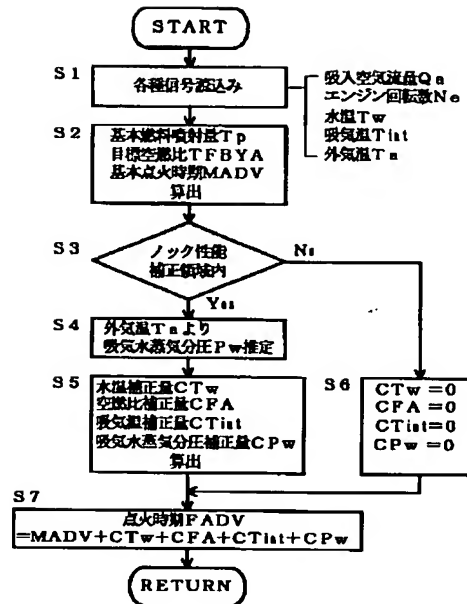 START
S1
各種信号読込み
吸入空気流量Qa
エンジン回転数Ne
水温Tw
吸気温Tint
外気温Ta
S2
基本燃料噴射量Tp
目標空燃比TFBYA
基本点火時期MADV
算出
S3
ノック性能
補正領域内
No
Yes
S4
外気温Taより
吸気水蒸気分圧Pw推定
S5
水温補正量CTw
空燃比補正量CFA
吸気温補正量CTint
吸気水蒸気分圧補正量CPw
算出
S6
CTw=0
CFA=0
CTint=0
CPw=0
S7
点火時期FADV
=MADV+CTw+CFA+CTint+CPw
RETURN